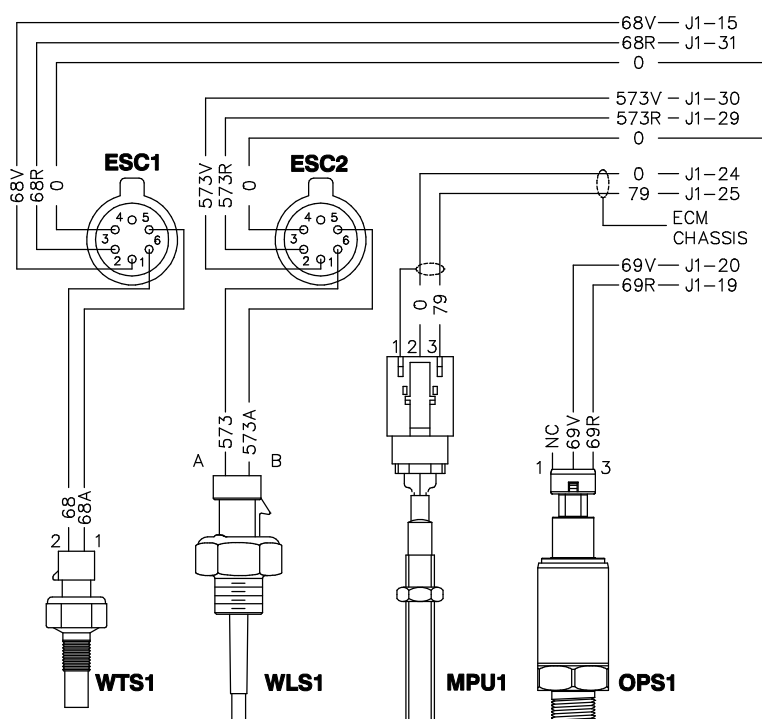 68V J1-15
68R J1-31
0
573V J1-30
573R J1-29
0
ESC1 ESC2
68V 68R 0 573V 573R 0
0 J1-24
79 J1-25
ECM
CHASSIS
4 5 3 6 2 1
4 5 3 6 2 1
69V J1-20
69R J1-19
0 79
1 2 3
573 573A
A B
NC 69V 69R
1 3
68 68A
2 1
WTS1 WLS1 MPU1 OPS1